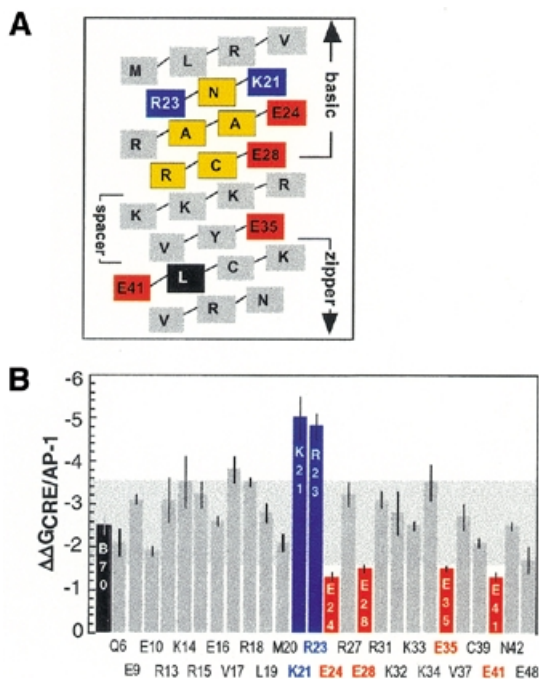 A
M L R V
R23 N K21
R A A E24
R C E28
K K K R
V Y E35
E41 L C K
V R N
basic
spacer
zipper
B
ΔΔGCRE/AP-1
-6
-5
-4
-3
-2
-1
0
B70
K21
R23
E24
E28
E35
E41
Q6 E10 K14 E16 R18 M20 R23 R27 R31 K33 E35 C39 N42
E9 R13 R15 V17 L19 K21 E24 E28 K32 K34 V37 E41 E48